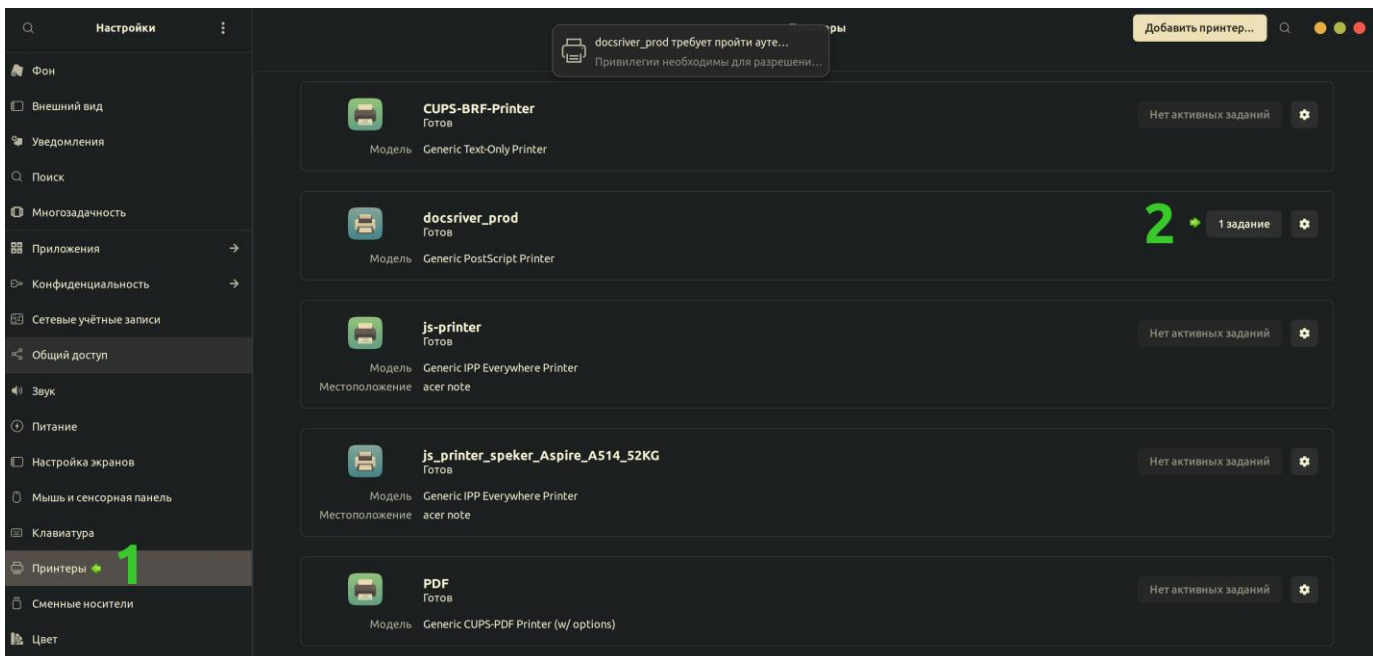 Настройки
Принтеры
Добавить принтер...
docsriver_prod требует пройти ауте...
Привилегии необходимы для разрешени...
Фон
Внешний вид
Уведомления
Поиск
Многозадачность
Приложения
Конфиденциальность
Сетевые учётные записи
Общий доступ
Звук
Питание
Настройка экранов
Мышь и сенсорная панель
Клавиатура
Принтеры
1
Сменные носители
Цвет
CUPS-BRF-Printer
Готов
Нет активных заданий
Модель Generic Text-Only Printer
docsriver_prod
Готов
2
1 задание
Модель Generic PostScript Printer
js-printer
Готов
Нет активных заданий
Модель Generic IPP Everywhere Printer
Местоположение acer note
js_printer_speker_Aspire_A514_52KG
Готов
Нет активных заданий
Модель Generic IPP Everywhere Printer
Местоположение acer note
PDF
Готов
Нет активных заданий
Модель Generic CUPS-PDF Printer (w/ options)